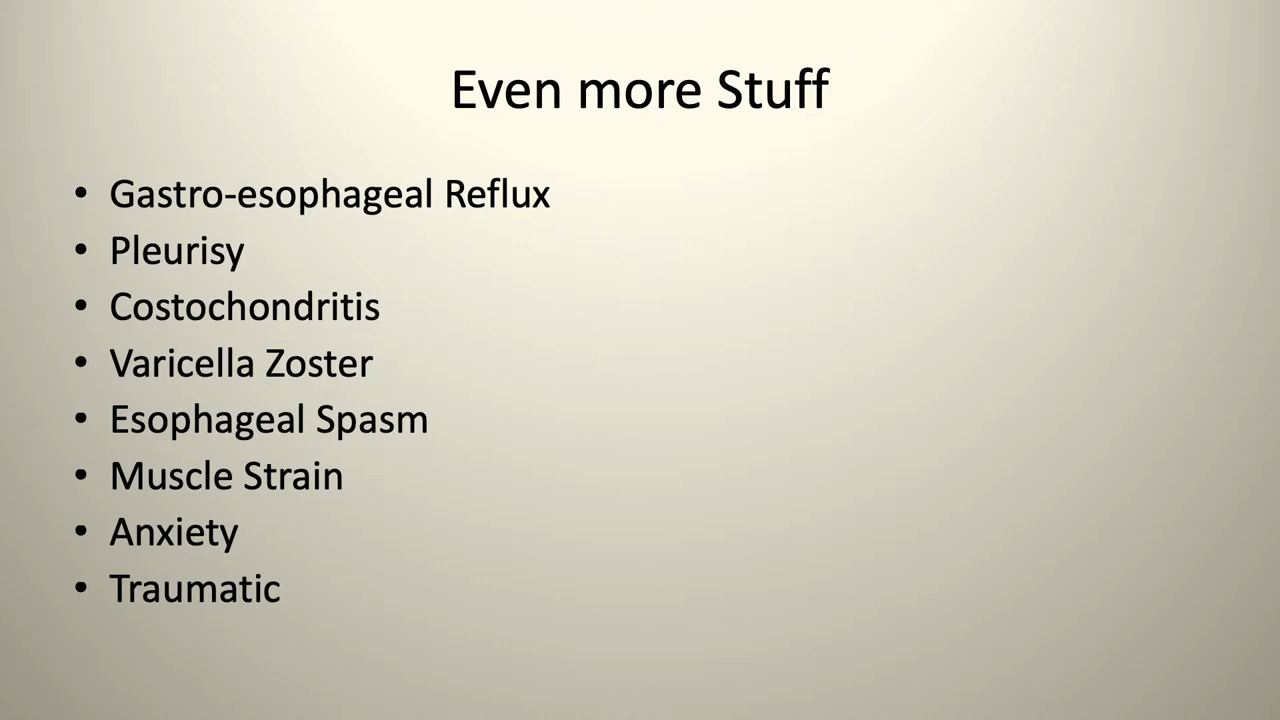 Even more Stuff
• Gastro-esophageal Reflux
• Pleurisy
• Costochondritis
• Varicella Zoster
• Esophageal Spasm
• Muscle Strain
• Anxiety
• Traumatic